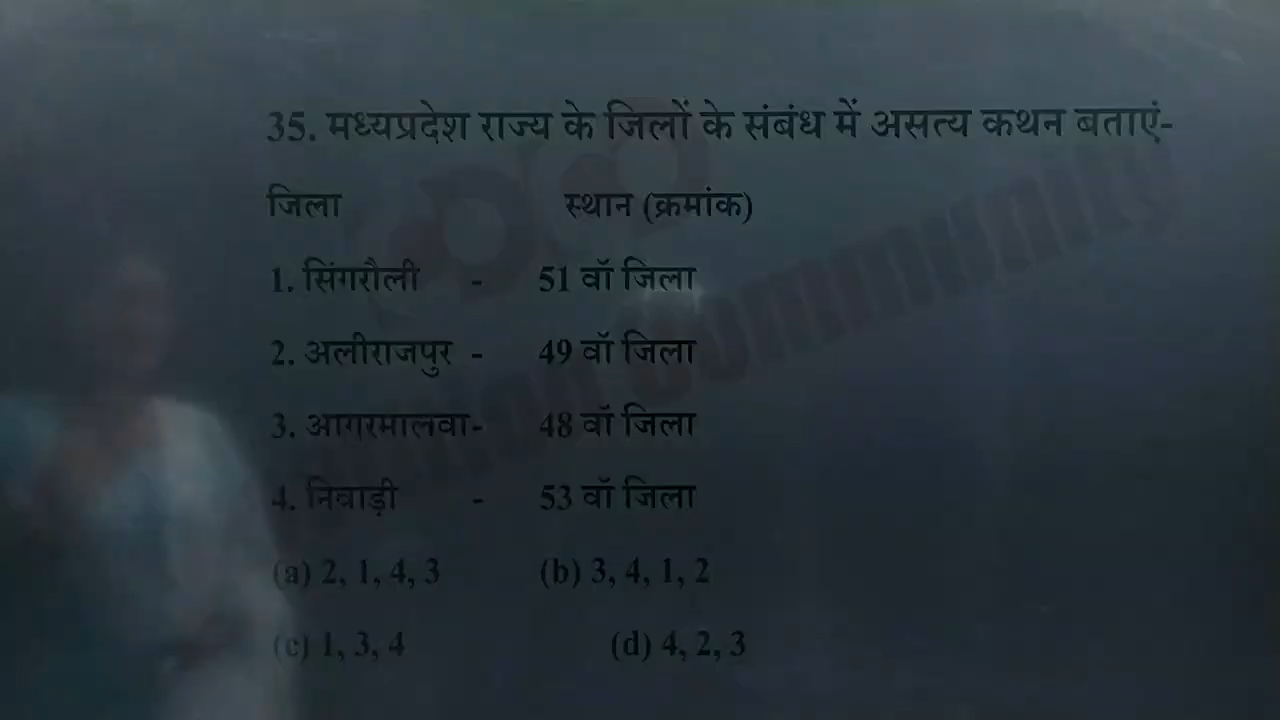 35. मध्यप्रदेश राज्य के जिलों के संबंध में असत्य कथन बताएं-
जिला स्थान (क्रमांक)
1. सिंगरौली - 51 वॉ जिला
2. अलीराजपुर - 49 वॉ जिला
3. आगरमालवा- 48 वॉ जिला
4. निवाड़ी - 53 वॉ जिला
(a) 2, 1, 4, 3 (b) 3, 4, 1, 2
(c) 1, 3, 4 (d) 4, 2, 3